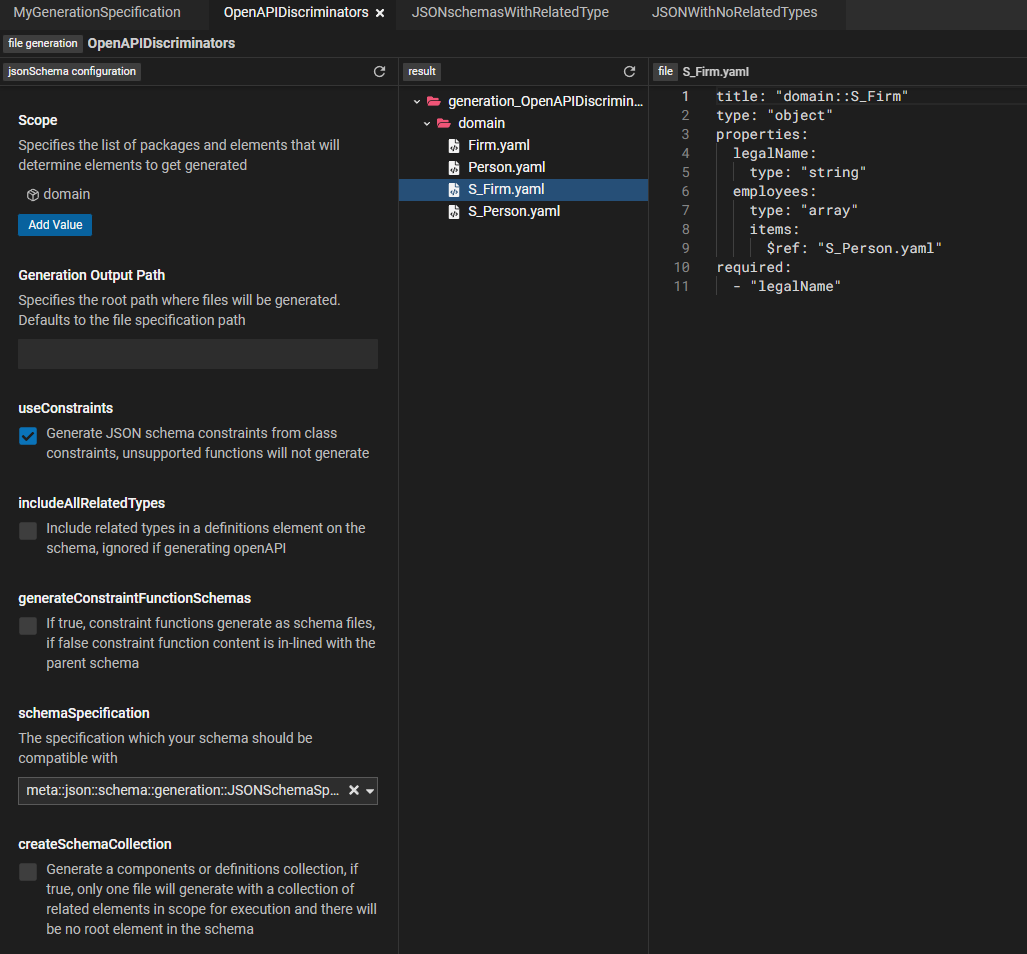 MyGenerationSpecification
OpenAPIDiscriminators
JSONschemasWithRelatedType
JSONWithNoRelatedTypes
file generation OpenAPIDiscriminators
jsonSchema configuration
Scope
Specifies the list of packages and elements that will
determine elements to get generated
domain
Add Value
Generation Output Path
Specifies the root path where files will be generated.
Defaults to the file specification path
useConstraints
Generate JSON schema constraints from class
constraints, unsupported functions will not generate
includeAllRelatedTypes
Include related types in a definitions element on the
schema, ignored if generating openAPI
generateConstraintFunctionSchemas
If true, constraint functions generate as schema files,
if false constraint function content is in-lined with the
parent schema
schemaSpecification
The specification which your schema should be
compatible with
meta::json::schema::generation::JSONSchemaSp...
createSchemaCollection
Generate a components or definitions collection, if
true, only one file will generate with a collection of
related elements in scope for execution and there will
be no root element in the schema
result
generation_OpenAPIDiscrimin...
domain
Firm.yaml
Person.yaml
S_Firm.yaml
S_Person.yaml
file S_Firm.yaml
1 title: "domain::S_Firm"
2 type: "object"
3 properties:
4 legalName:
5 type: "string"
6 employees:
7 type: "array"
8 items:
9 $ref: "S_Person.yaml"
10 required:
11 - "legalName"